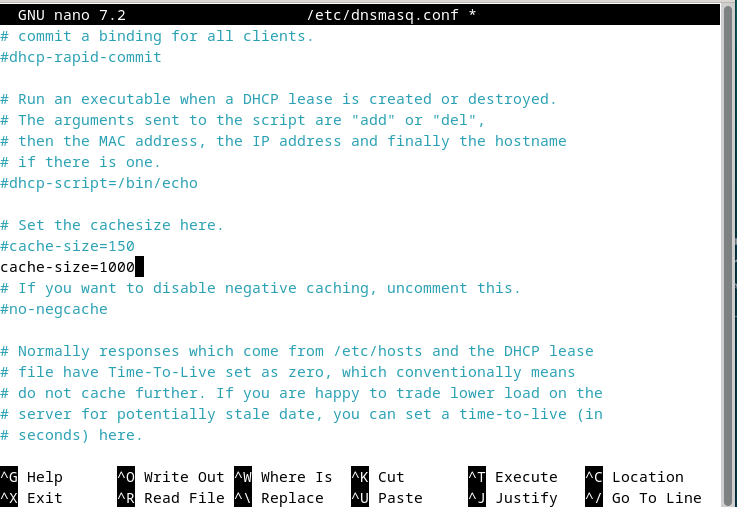 GNU nano 7.2 /etc/dnsmasq.conf *
# commit a binding for all clients.
#dhcp-rapid-commit
# Run an executable when a DHCP lease is created or destroyed.
# The arguments sent to the script are "add" or "del",
# then the MAC address, the IP address and finally the hostname
# if there is one.
#dhcp-script=/bin/echo
# Set the cachesize here.
#cache-size=150
cache-size=1000
# If you want to disable negative caching, uncomment this.
#no-negcache
# Normally responses which come from /etc/hosts and the DHCP lease
# file have Time-To-Live set as zero, which conventionally means
# do not cache further. If you are happy to trade lower load on the
# server for potentially stale date, you can set a time-to-live (in
# seconds) here.
^G Help ^O Write Out ^W Where Is ^K Cut ^T Execute ^C Location
^X Exit ^R Read File ^\ Replace ^U Paste ^J Justify ^/ Go To Line